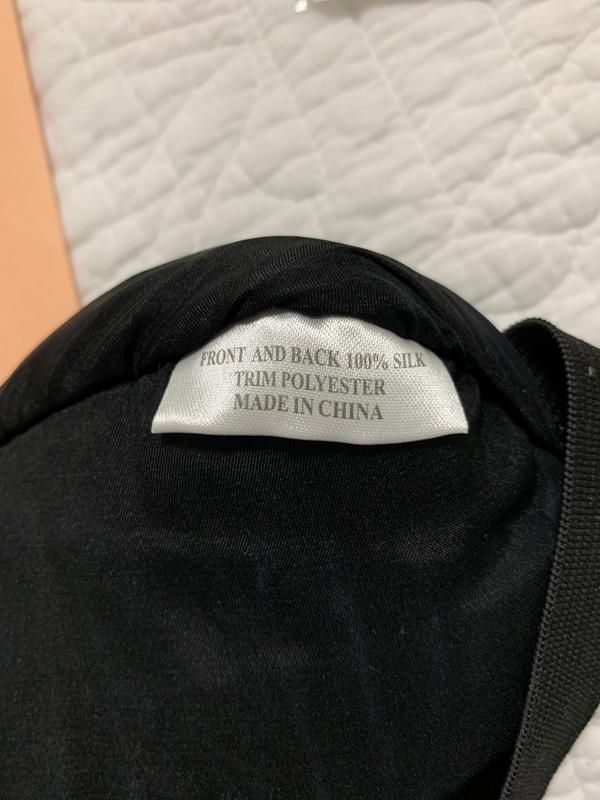 FRONT AND BACK 100% SILK
TRIM POLYESTER
MADE IN CHINA